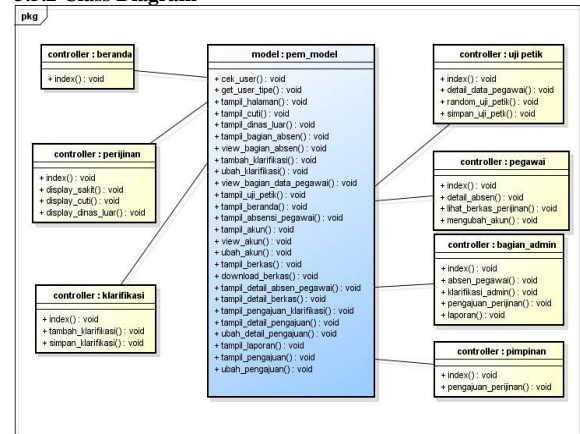 pkg
controller : beranda
+ index() : void
controller : perijinan
+ index() : void
+ display_sakit() : void
+ display_cuti() : void
+ display_dinas_luar() : void
controller : klarifikasi
+ index() : void
+ tambah_klarifikasi() : void
+ simpan_klarifikasi() : void
model : pem_model
+ cek_user() : void
+ get_user_tipe() : void
+ tampil_halaman() : void
+ tampil_cuti() : void
+ tampil_dinas_luar() : void
+ tampil_bagian_absen() : void
+ view_bagian_absen() : void
+ tambah_klarifikasi() : void
+ ubah_klarifikasi() : void
+ view_bagian_data_pegawai() : void
+ tampil_uji_petik() : void
+ tampil_beranda() : void
+ tampil_absensi_pegawai() : void
+ tampil_akun() : void
+ view_akun() : void
+ ubah_akun() : void
+ tampil_berkas() : void
+ download_berkas() : void
+ tampil_detail_absen_pegawai() : void
+ tampil_detail_berkas() : void
+ tampil_pengajuan_klarifikasi() : void
+ tampil_detail_pengajuan() : void
+ ubah_detail_pengajuan() : void
+ tampil_laporan() : void
+ tampil_pengajuan() : void
+ ubah_pengajuan() : void
controller : uji petik
+ index() : void
+ detail_data_pegawai() : void
+ random_uji_petik() : void
+ simpan_uji_petk() : void
controller : pegawai
+ index() : void
+ detail_absen() : void
+ lihat_berkas_perijinan() : void
+ mengubah_akun() : void
controller : bagian_admin
+ index() : void
+ absen_pegawai() : void
+ klarifikasi_admin() : void
+ pengajuan_perijinan() : void
+ laporan() : void
controller : pimpinan
+ index() : void
+ pengajuan_perijinan() : void